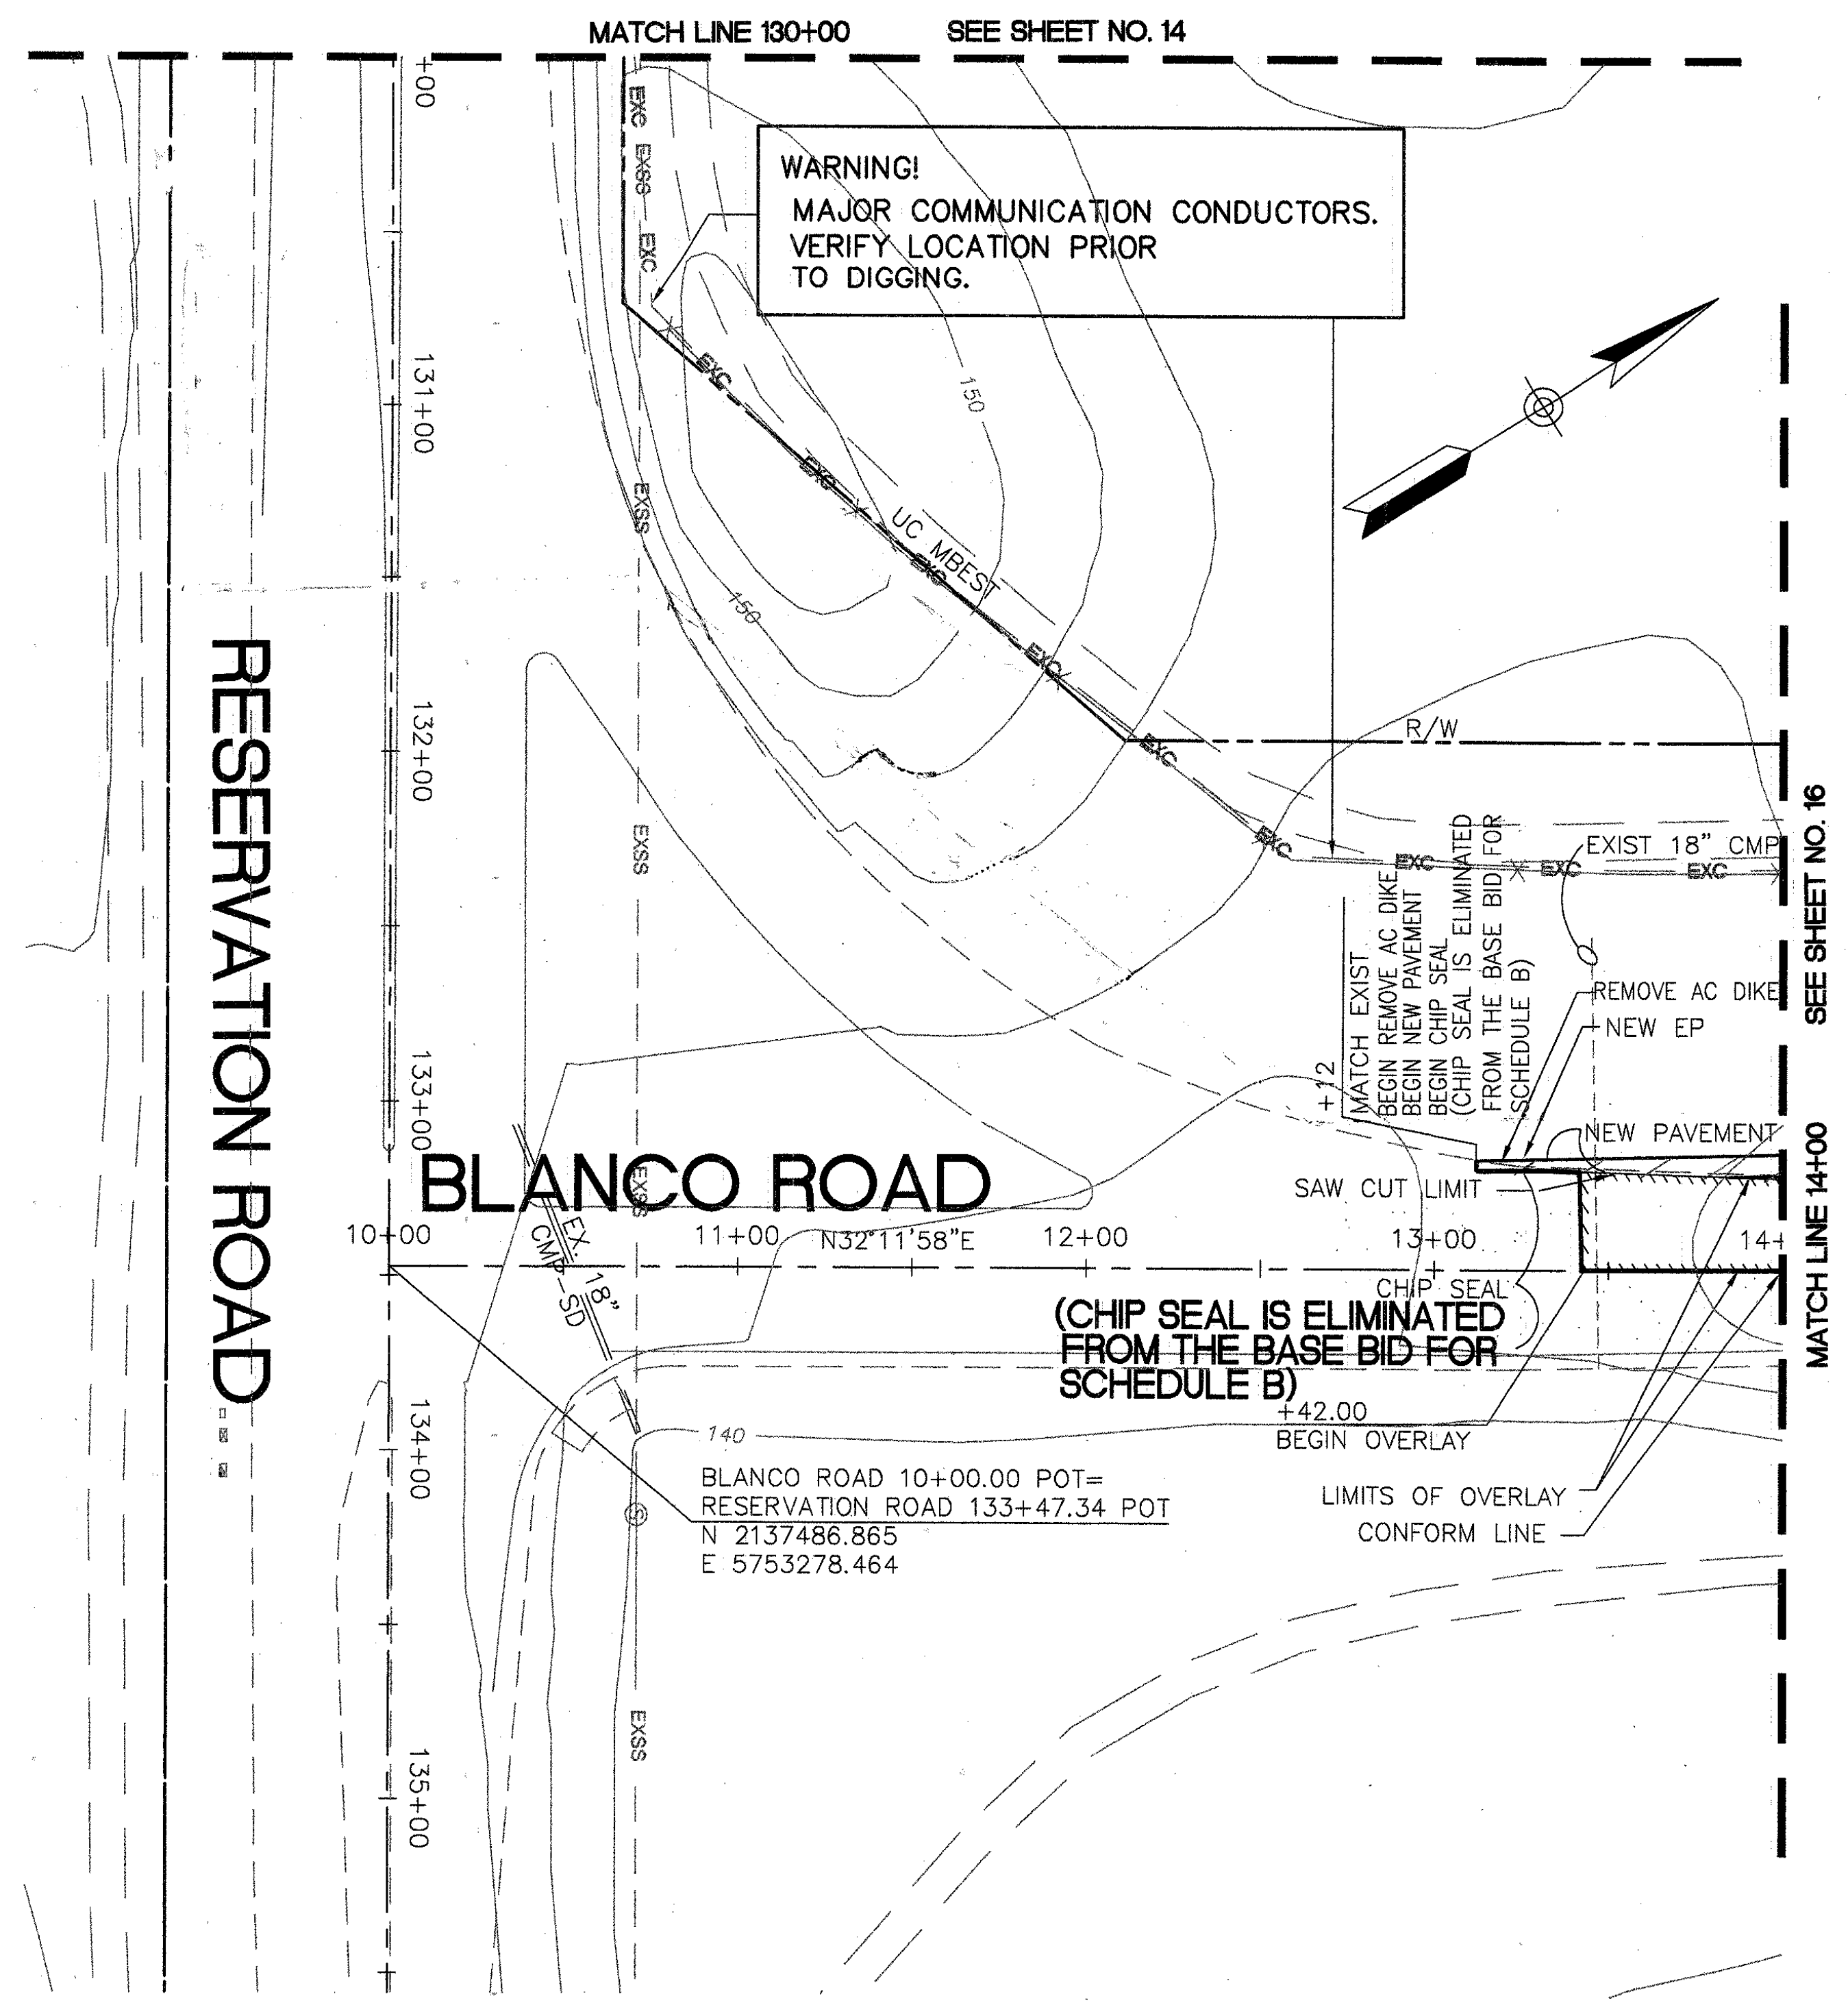 MATCH LINE 130+00 SEE SHEET NO. 14
+00
EXC
EXSS
EXC
WARNING!
MAJOR COMMUNICATION CONDUCTORS.
VERIFY LOCATION PRIOR
TO DIGGING.
131+00
EXC
150
EXC
EXSS
UC MBEST
EXC
150
EXC
RESERVATION ROAD
132+00
R/W
EXC
EXSS
EXC
EXC
EXC
EXC
EXIST 18" CMP
SEE SHEET NO. 16
MATCH LINE 14+00
+12
MATCH EXIST
BEGIN REMOVE AC DIKE
BEGIN NEW PAVEMENT
BEGIN CHIP SEAL
(CHIP SEAL IS ELIMINATED
FROM THE BASE BID FOR
SCHEDULE B)
REMOVE AC DIKE
NEW EP
133+00
NEW PAVEMENT
BLANCO ROAD
EXSS
SAW CUT LIMIT
10+00
11+00
N32°11'58"E
12+00
13+00
14+
EX. 18"
CMP-SD
CHIP SEAL
(CHIP SEAL IS ELIMINATED
FROM THE BASE BID FOR
SCHEDULE B)
+42.00
BEGIN OVERLAY
134+00
140
BLANCO ROAD 10+00.00 POT=
RESERVATION ROAD 133+47.34 POT
N 2137486.865
E 5753278.464
S
LIMITS OF OVERLAY
CONFORM LINE
EXSS
135+00